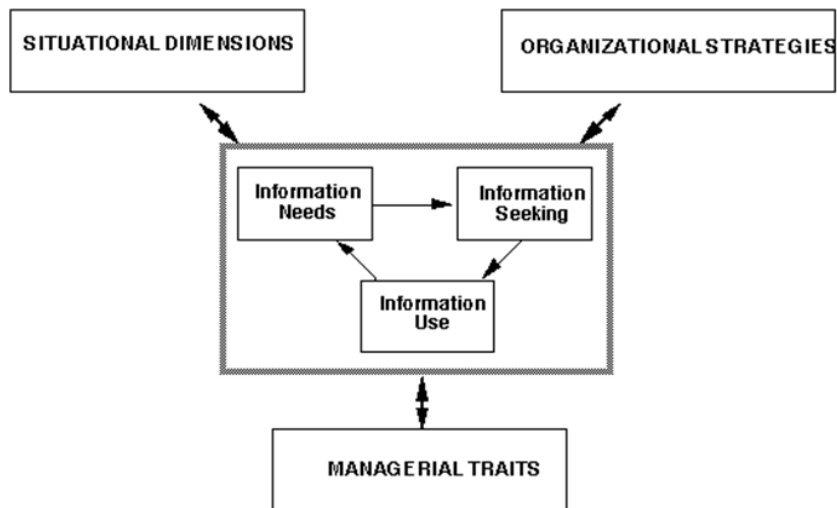 SITUATIONAL DIMENSIONS
ORGANIZATIONAL STRATEGIES
Information
Needs
Information
Seeking
Information
Use
MANAGERIAL TRAITS